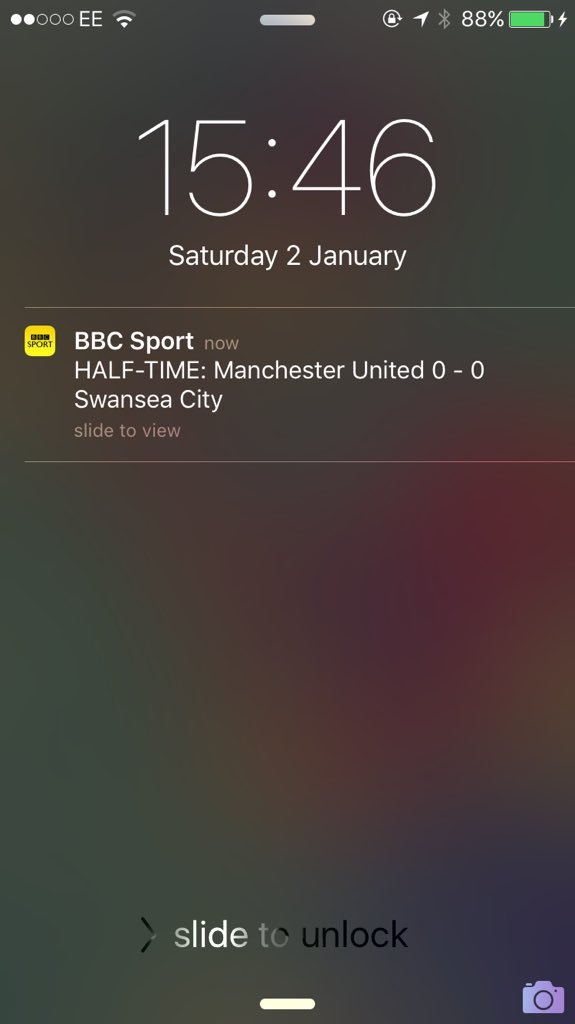 EE 88%
15:46
Saturday 2 January
BBC Sport now
BBC
SPORT
HALF-TIME: Manchester United 0 - 0
Swansea City
slide to view
slide to unlock